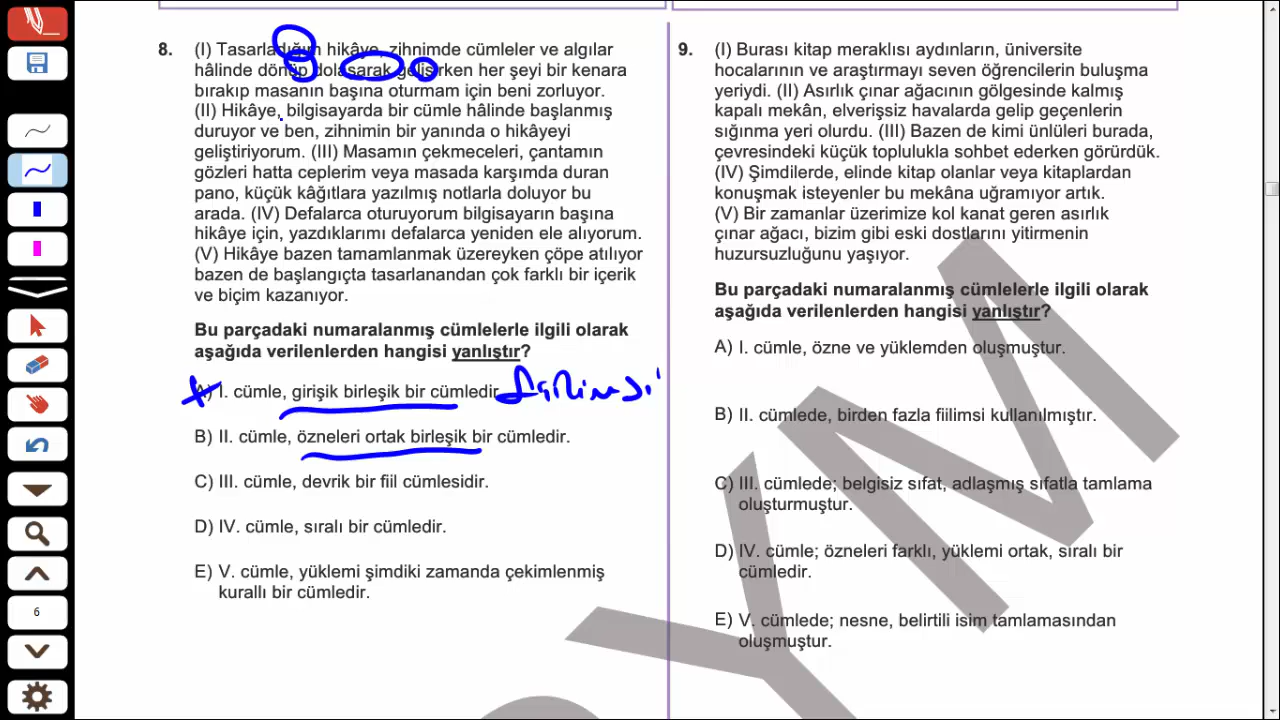 8.
(I) Tasarladığım hikâye, zihnimde cümleler ve algılar
hâlinde dönüp dolaşarak gelişirken her şeyi bir kenara
bırakıp masanın başına oturmam için beni zorluyor.
(II) Hikâye, bilgisayarda bir cümle hâlinde başlanmış
duruyor ve ben, zihnimin bir yanında o hikâyeyi
geliştiriyorum. (III) Masamın çekmeceleri, çantamın
gözleri hatta ceplerim veya masada karşımda duran
pano, küçük kâğıtlara yazılmış notlarla doluyor bu
arada. (IV) Defalarca oturuyorum bilgisayarın başına
hikâye için, yazdıklarımı defalarca yeniden ele alıyorum.
(V) Hikâye bazen tamamlanmak üzereyken çöpe atılıyor
bazen de başlangıçta tasarlanandan çok farklı bir içerik
ve biçim kazanıyor.
Bu parçadaki numaralanmış cümlelerle ilgili olarak
aşağıda verilenlerden hangisi yanlıştır?
A) I. cümle, girişik birleşik bir cümledir. fiilimsi
B) II. cümle, özneleri ortak birleşik bir cümledir.
C) III. cümle, devrik bir fiil cümlesidir.
D) IV. cümle, sıralı bir cümledir.
E) V. cümle, yüklemi şimdiki zamanda çekimlenmiş
kurallı bir cümledir.
9.
(I) Burası kitap meraklısı aydınların, üniversite
hocalarının ve araştırmayı seven öğrencilerin buluşma
yeriydi. (II) Asırlık çınar ağacının gölgesinde kalmış
kapalı mekân, elverişsiz havalarda gelip geçenlerin
sığınma yeri olurdu. (III) Bazen de kimi ünlüleri burada,
çevresindeki küçük toplulukla sohbet ederken görürdük.
(IV) Şimdilerde, elinde kitap olanlar veya kitaplardan
konuşmak isteyenler bu mekâna uğramıyor artık.
(V) Bir zamanlar üzerimize kol kanat geren asırlık
çınar ağacı, bizim gibi eski dostlarını yitirmenin
huzursuzluğunu yaşıyor.
Bu parçadaki numaralanmış cümlelerle ilgili olarak
aşağıda verilenlerden hangisi yanlıştır?
A) I. cümle, özne ve yüklemden oluşmuştur.
B) II. cümlede, birden fazla fiilimsi kullanılmıştır.
C) III. cümlede; belgisiz sıfat, adlaşmış sıfatla tamlama
oluşturmuştur.
D) IV. cümle; özneleri farklı, yüklemi ortak, sıralı bir
cümledir.
E) V. cümlede; nesne, belirtili isim tamlamasından
oluşmuştur.
6